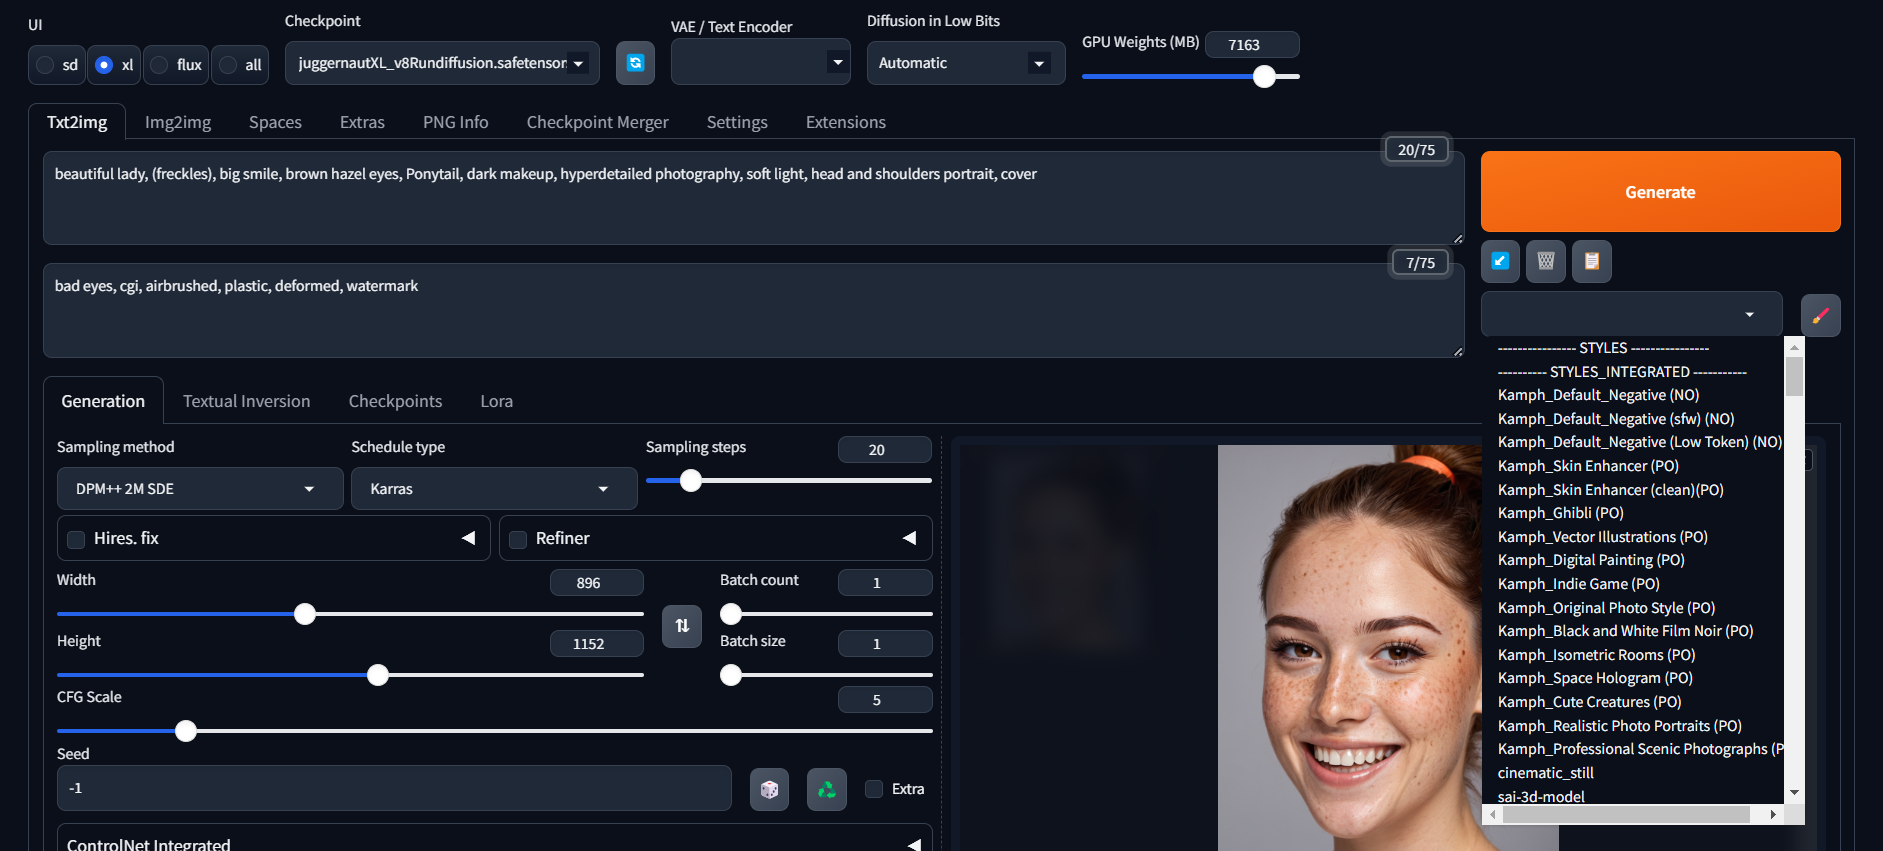 UI
sd
xl
flux
all
Checkpoint
juggernautXL_v8Rundiffusion.safetensor
VAE / Text Encoder
Diffusion in Low Bits
Automatic
GPU Weights (MB)
7163
Txt2img
Img2img
Spaces
Extras
PNG Info
Checkpoint Merger
Settings
Extensions
20/75
beautiful lady, (freckles), big smile, brown hazel eyes, Ponytail, dark makeup, hyperdetailed photography, soft light, head and shoulders portrait, cover
7/75
bad eyes, cgi, airbrushed, plastic, deformed, watermark
Generate
---------------- STYLES ----------------
---------- STYLES_INTEGRATED -----------
Kamph_Default_Negative (NO)
Kamph_Default_Negative (sfw) (NO)
Kamph_Default_Negative (Low Token) (NO)
Kamph_Skin Enhancer (PO)
Kamph_Skin Enhancer (clean)(PO)
Kamph_Ghibli (PO)
Kamph_Vector Illustrations (PO)
Kamph_Digital Painting (PO)
Kamph_Indie Game (PO)
Kamph_Original Photo Style (PO)
Kamph_Black and White Film Noir (PO)
Kamph_Isometric Rooms (PO)
Kamph_Space Hologram (PO)
Kamph_Cute Creatures (PO)
Kamph_Realistic Photo Portraits (PO)
Kamph_Professional Scenic Photographs (P
cinematic_still
sai-3d-model
Generation
Textual Inversion
Checkpoints
Lora
Sampling method
DPM++ 2M SDE
Schedule type
Karras
Sampling steps
20
Hires. fix
Refiner
Width
896
Batch count
1
Height
1152
Batch size
1
CFG Scale
5
Seed
-1
Extra
ControlNet Integrated